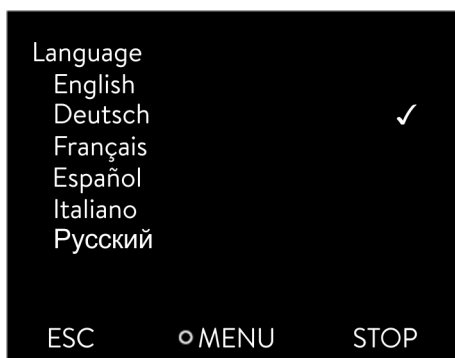 Language
English
Deutsch ✓
Français
Español
Italiano
Русский
ESC MENU STOP